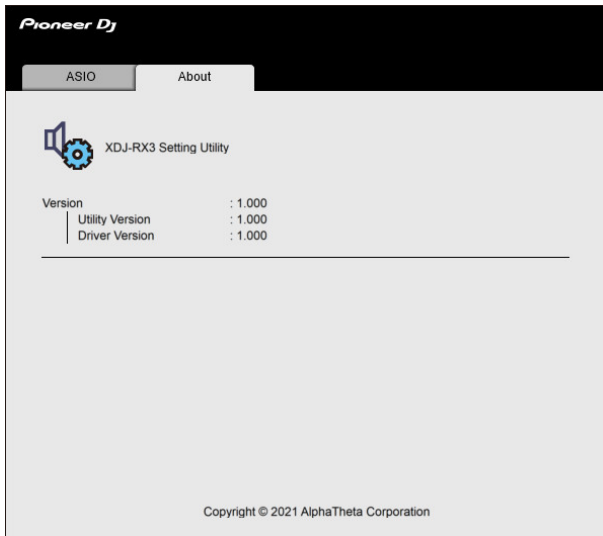 Pioneer Dj
ASIO About
XDJ-RX3 Setting Utility
Version : 1.000
Utility Version : 1.000
Driver Version : 1.000
Copyright © 2021 AlphaTheta Corporation